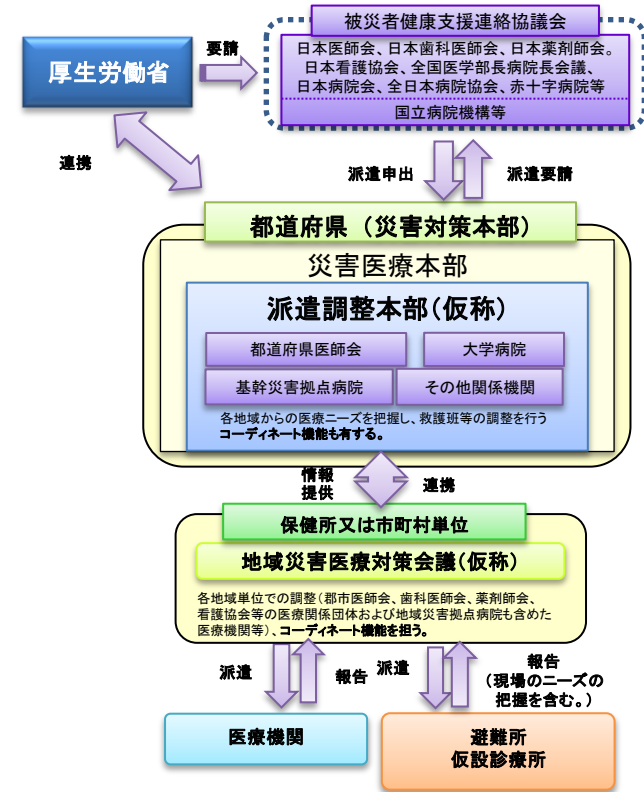 被災者健康支援連絡協議会
厚生労働省
要請
日本医師会、日本歯科医師会、日本薬剤師会。
日本看護協会、全国医学部長病院長会議、
日本病院会、全日本病院協会、赤十字病院等
国立病院機構等
連携
派遣申出
派遣要請
都道府県（災害対策本部）
災害医療本部
派遣調整本部（仮称）
都道府県医師会
大学病院
基幹災害拠点病院
その他関係機関
各地域からの医療ニーズを把握し、救護班等の調整を行う
コーディネート機能も有する。
情報
提供
連携
保健所又は市町村単位
地域災害医療対策会議（仮称）
各地域単位での調整（郡市医師会、歯科医師会、薬剤師会、
看護協会等の医療関係団体および地域災害拠点病院も含めた
医療機関等）、コーディネート機能を担う。
派遣
報告
派遣
報告
（現場のニーズの
把握を含む。）
医療機関
避難所
仮設診療所